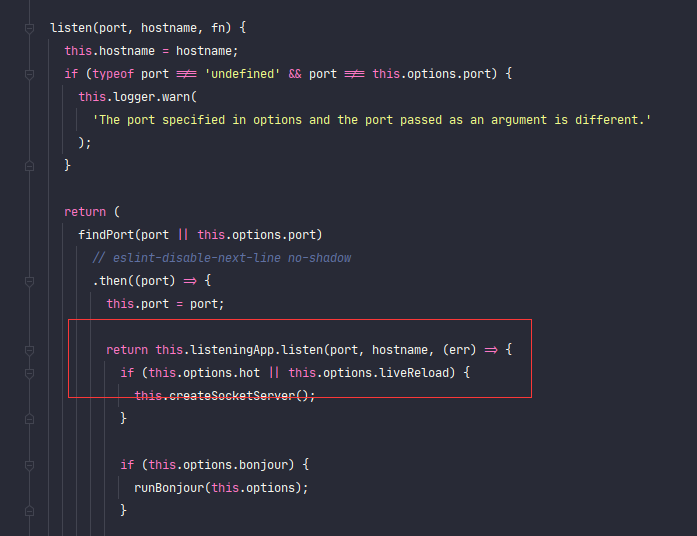 listen(port, hostname, fn) {
this.hostname = hostname;
if (typeof port !== 'undefined' && port !== this.options.port) {
this.logger.warn(
'The port specified in options and the port passed as an argument is different.'
);
}
return (
findPort(port || this.options.port)
// eslint-disable-next-line no-shadow
.then((port) => {
this.port = port;
return this.listeningApp.listen(port, hostname, (err) => {
if (this.options.hot || this.options.liveReload) {
this.createSocketServer();
}
if (this.options.bonjour) {
runBonjour(this.options);
}